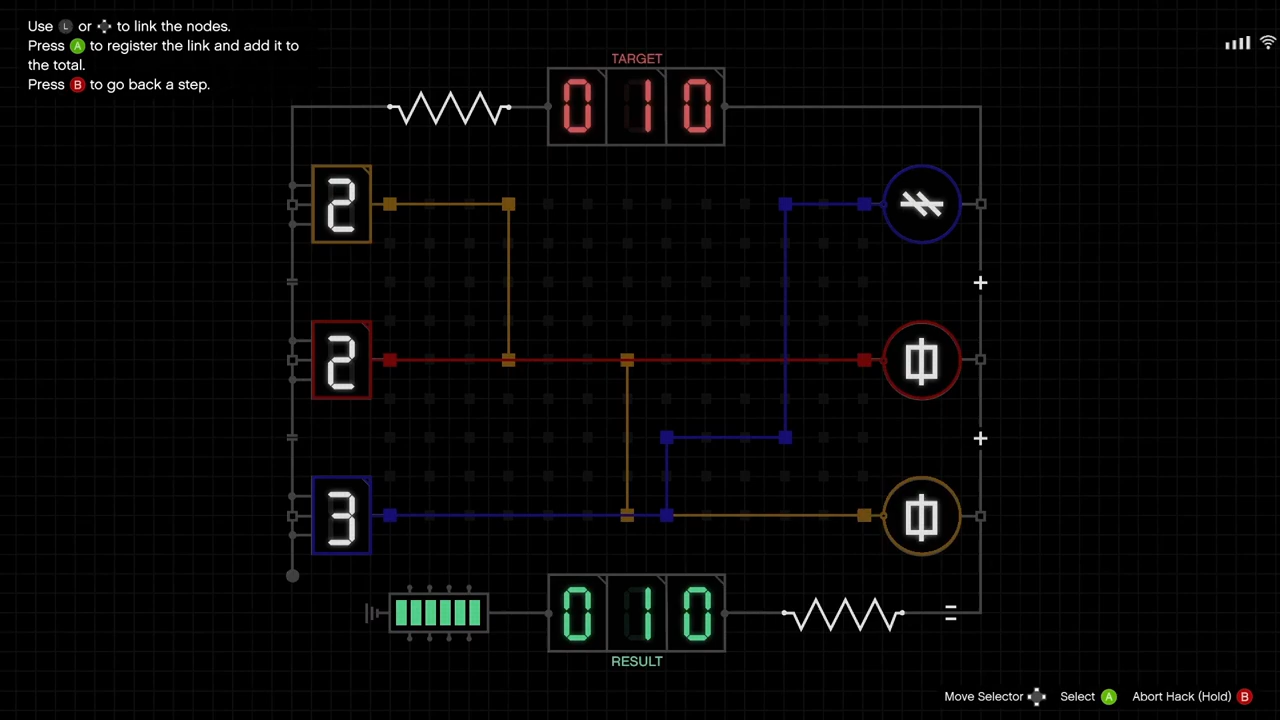 Use L or to link the nodes.
Press A to register the link and add it to
the total.
Press B to go back a step.
TARGET
010
2
2
+
3
+
010
=
RESULT
Move Selector Select A Abort Hack (Hold) B